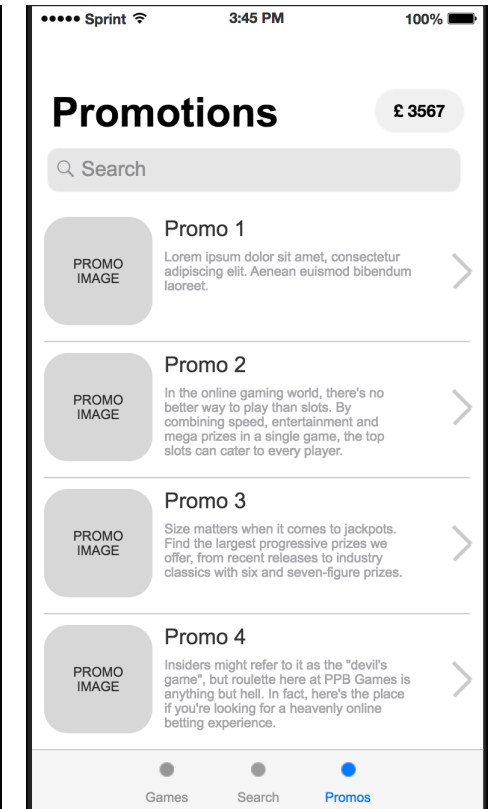 Sprint 3:45 PM 100%
Promotions
£ 3567
Search
Promo 1
PROMO
IMAGE
Lorem ipsum dolor sit amet, consectetur
adipiscing elit. Aenean euismod bibendum
laoreet.
Promo 2
PROMO
IMAGE
In the online gaming world, there's no
better way to play than slots. By
combining speed, entertainment and
mega prizes in a single game, the top
slots can cater to every player.
Promo 3
PROMO
IMAGE
Size matters when it comes to jackpots.
Find the largest progressive prizes we
offer, from recent releases to industry
classics with six and seven-figure prizes.
Promo 4
PROMO
IMAGE
Insiders might refer to it as the "devil's
game", but roulette here at PPB Games is
anything but hell. In fact, here's the place
if you're looking for a heavenly online
betting experience.
Games Search Promos